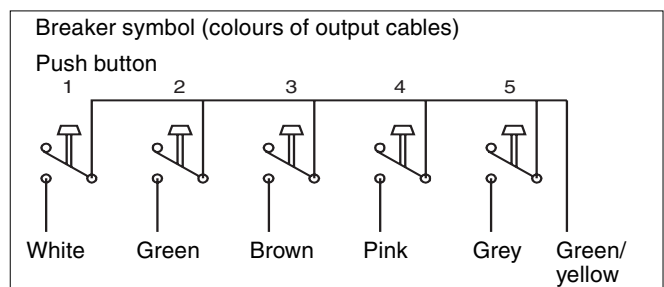 Breaker symbol (colours of output cables)
Push button
1 2 3 4 5
White Green Brown Pink Grey Green/
yellow